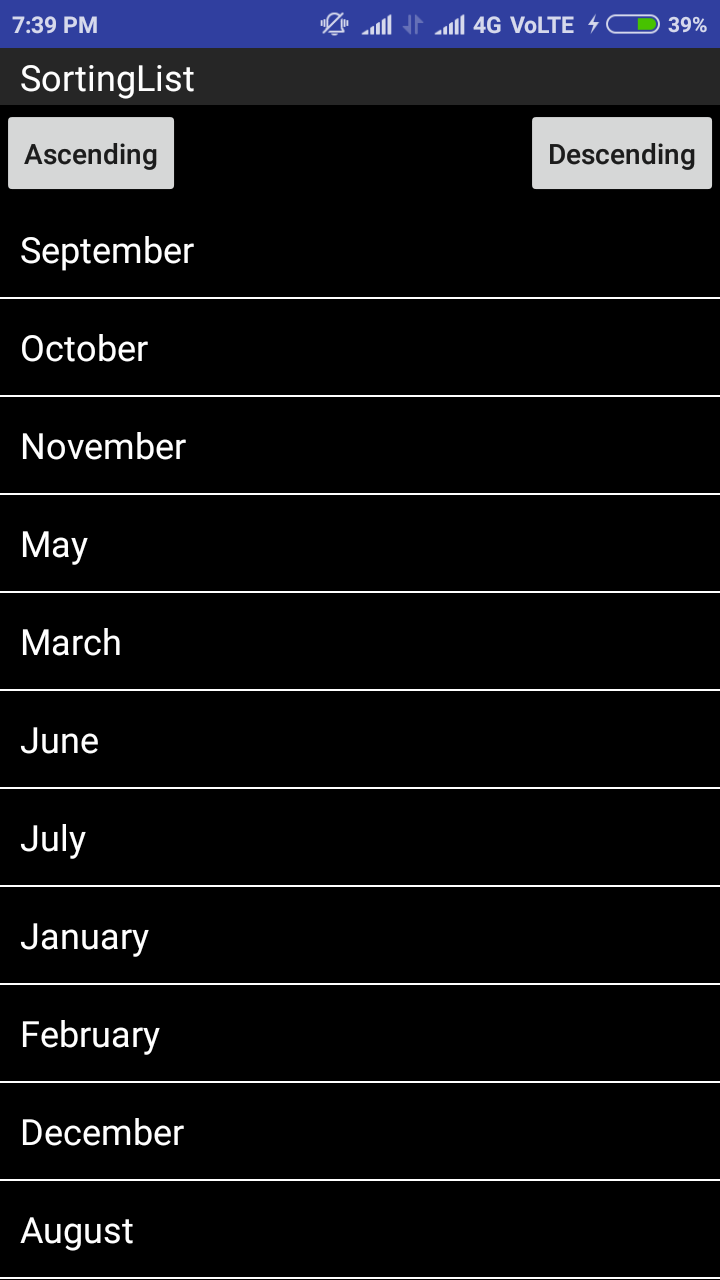 7:39 PM 4G VoLTE 39%
SortingList
Ascending Descending
September
October
November
May
March
June
July
January
February
December
August